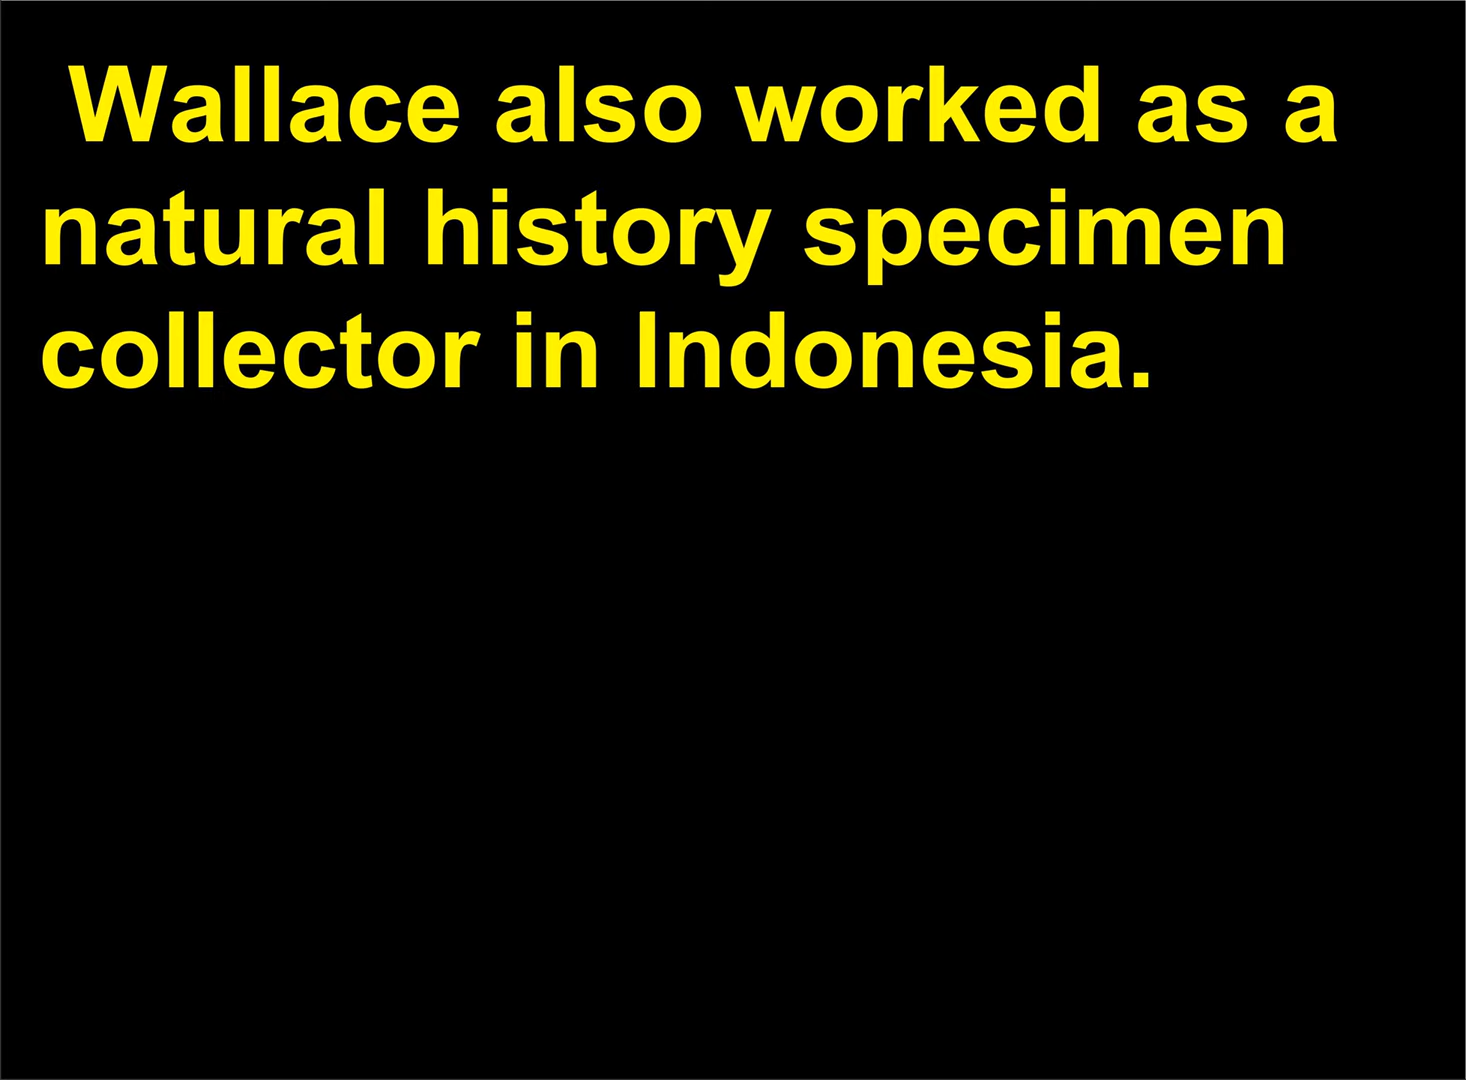 Wallace also worked as a
natural history specimen
collector in Indonesia.